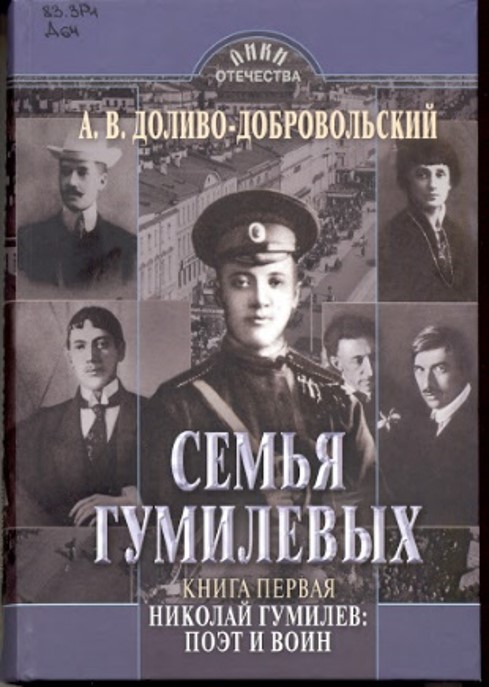 83.3Р1
Д64
ЛИКИ
ОТЕЧЕСТВА
А. В. ДОЛИВО-ДОБРОВОЛЬСКИЙ
СЕМЬЯ
ГУМИЛЕВЫХ
КНИГА ПЕРВАЯ
НИКОЛАЙ ГУМИЛЕВ:
ПОЭТ И ВОИН